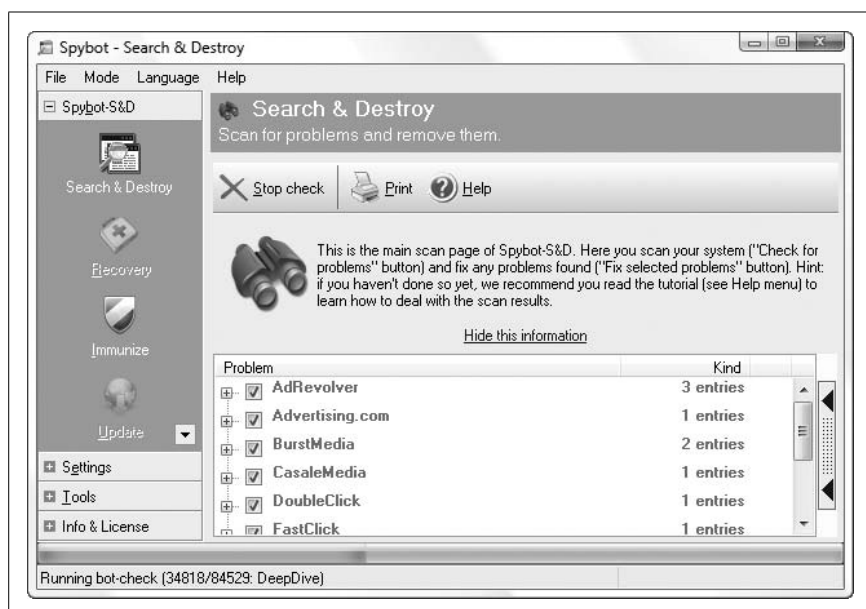 Spybot - Search & Destroy
File Mode Language Help
Spybot-S&D
Search & Destroy
Recovery
Immunize
Update
Settings
Tools
Info & License
Search & Destroy
Scan for problems and remove them.
Stop check Print Help
This is the main scan page of Spybot-S&D. Here you scan your system ("Check for
problems" button) and fix any problems found ("Fix selected problems" button). Hint:
if you haven't done so yet, we recommend you read the tutorial (see Help menu) to
learn how to deal with the scan results.
Hide this information
Problem Kind
AdRevolver 3 entries
Advertising.com 1 entries
BurstMedia 2 entries
CasaleMedia 1 entries
DoubleClick 1 entries
FastClick 1 entries
Running bot-check (34818/84529: DeepDive)